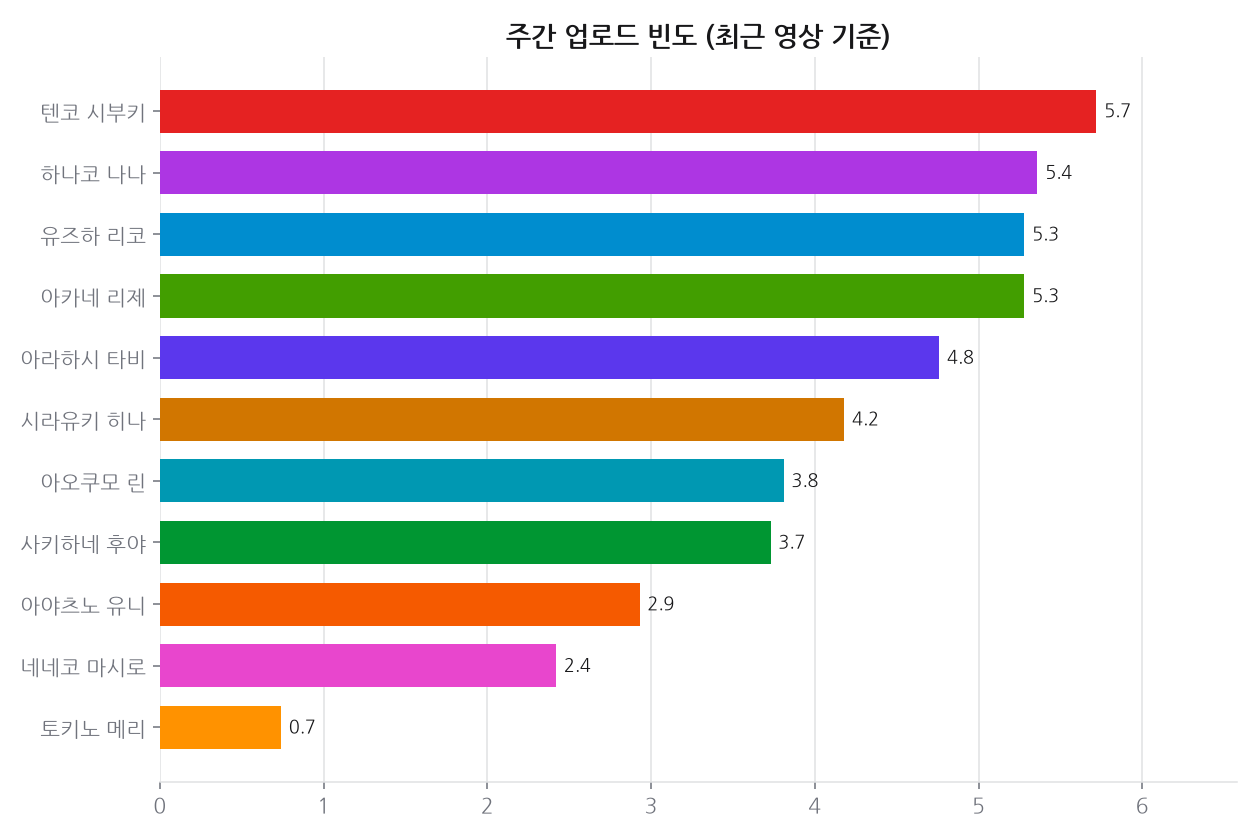 주간 업로드 빈도 (최근 영상 기준)
텐코 시부키 5.7
하나코 나나 5.4
유즈하 리코 5.3
아카네 리제 5.3
아라하시 타비 4.8
시라유키 히나 4.2
아오쿠모 린 3.8
사키하네 후야 3.7
아야츠노 유니 2.9
네네코 마시로 2.4
토키노 메리 0.7
0 1 2 3 4 5 6